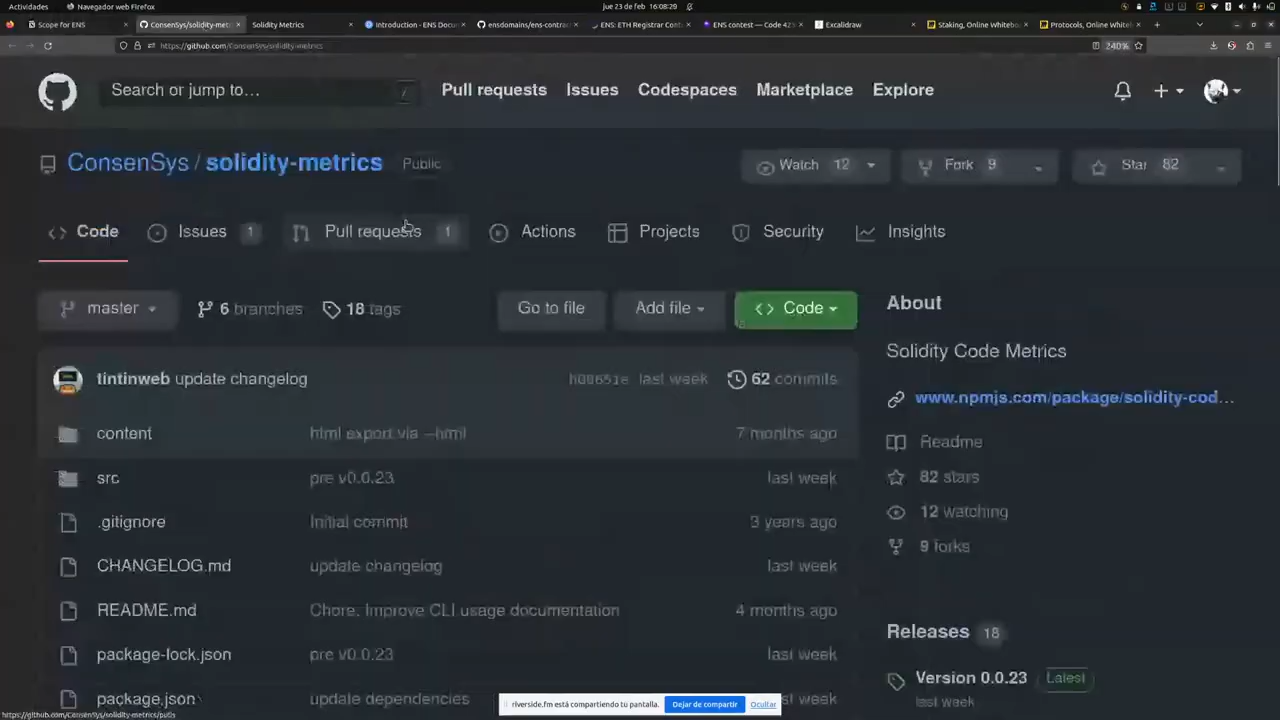 Actividades
Navegador web Firefox
jue 23 de feb 16:08:29
Scope for ENS
ConsenSys/solidity-metri
Solidity Metrics
Introduction - ENS Docu
ensdomains/ens-contra
ENS: ETH Registrar Cont
ENS contest — Code 42
Excalidraw
Staking, Online Whiteb
Protocols, Online White
https://github.com/ConsenSys/solidity-metrics
240%
Search or jump to…
/
Pull requests
Issues
Codespaces
Marketplace
Explore
ConsenSys / solidity-metrics
Public
Watch 12
Fork 9
Star 82
Code
Issues 1
Pull requests 1
Actions
Projects
Security
Insights
master
6 branches
18 tags
Go to file
Add file
Code
tintinweb update changelog
last week
62 commits
content
html export via --html
7 months ago
src
pre v0.0.23
last week
.gitignore
Initial commit
3 years ago
CHANGELOG.md
update changelog
last week
README.md
Chore: Improve CLI usage documentation
4 months ago
package-lock.json
pre v0.0.23
last week
package.json
update dependencies
About
Solidity Code Metrics
www.npmjs.com/package/solidity-cod…
Readme
82 stars
12 watching
9 forks
Releases 18
Version 0.0.23 Latest
last week
riverside.fm está compartiendo tu pantalla.
Dejar de compartir
Ocultar
https://github.com/ConsenSys/solidity-metrics/pulls